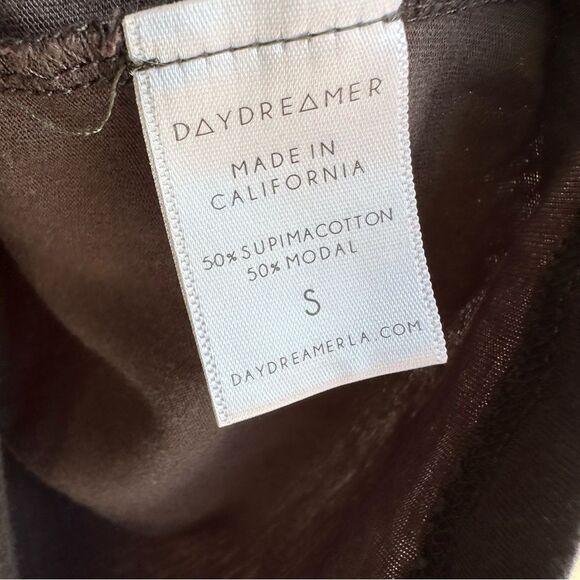 DAYDREAMER
MADE IN
CALIFORNIA
50% SUPIMACOTTON
50% MODAL
S
DAYDREAMERLA.COM